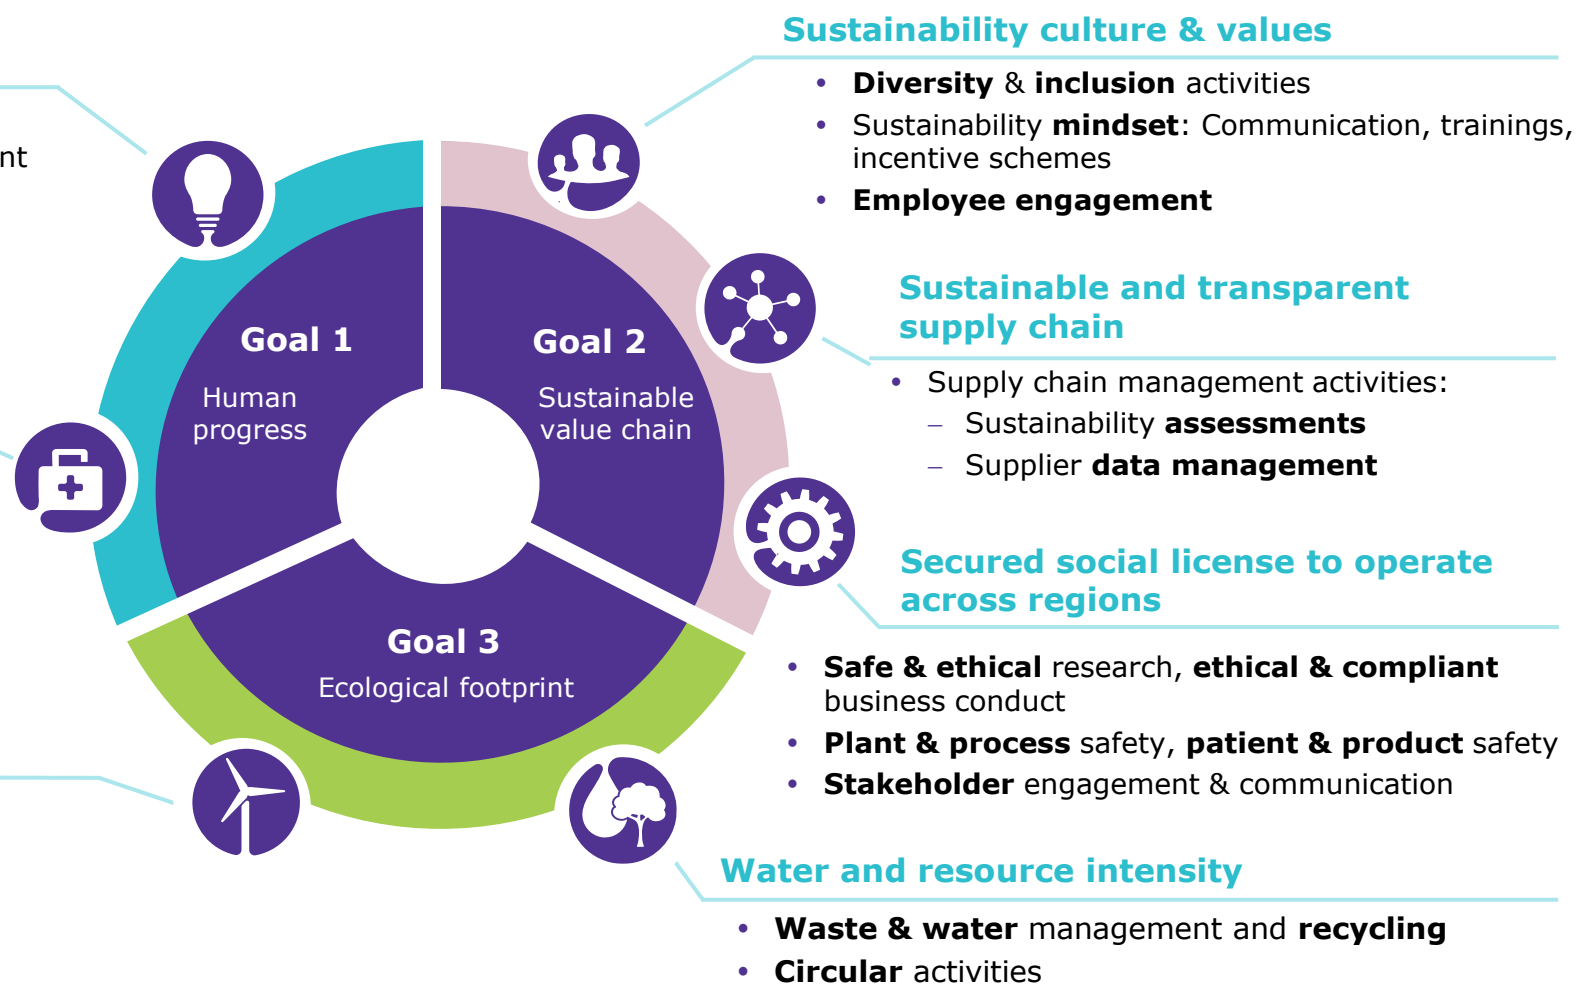 Sustainability culture & values
• Diversity & inclusion activities
• Sustainability mindset: Communication, trainings,
incentive schemes
• Employee engagement
nt
Goal 1
Human
progress
Goal 2
Sustainable
value chain
Sustainable and transparent
supply chain
• Supply chain management activities:
– Sustainability assessments
– Supplier data management
Secured social license to operate
across regions
• Safe & ethical research, ethical & compliant
business conduct
• Plant & process safety, patient & product safety
• Stakeholder engagement & communication
Goal 3
Ecological footprint
Water and resource intensity
• Waste & water management and recycling
• Circular activities